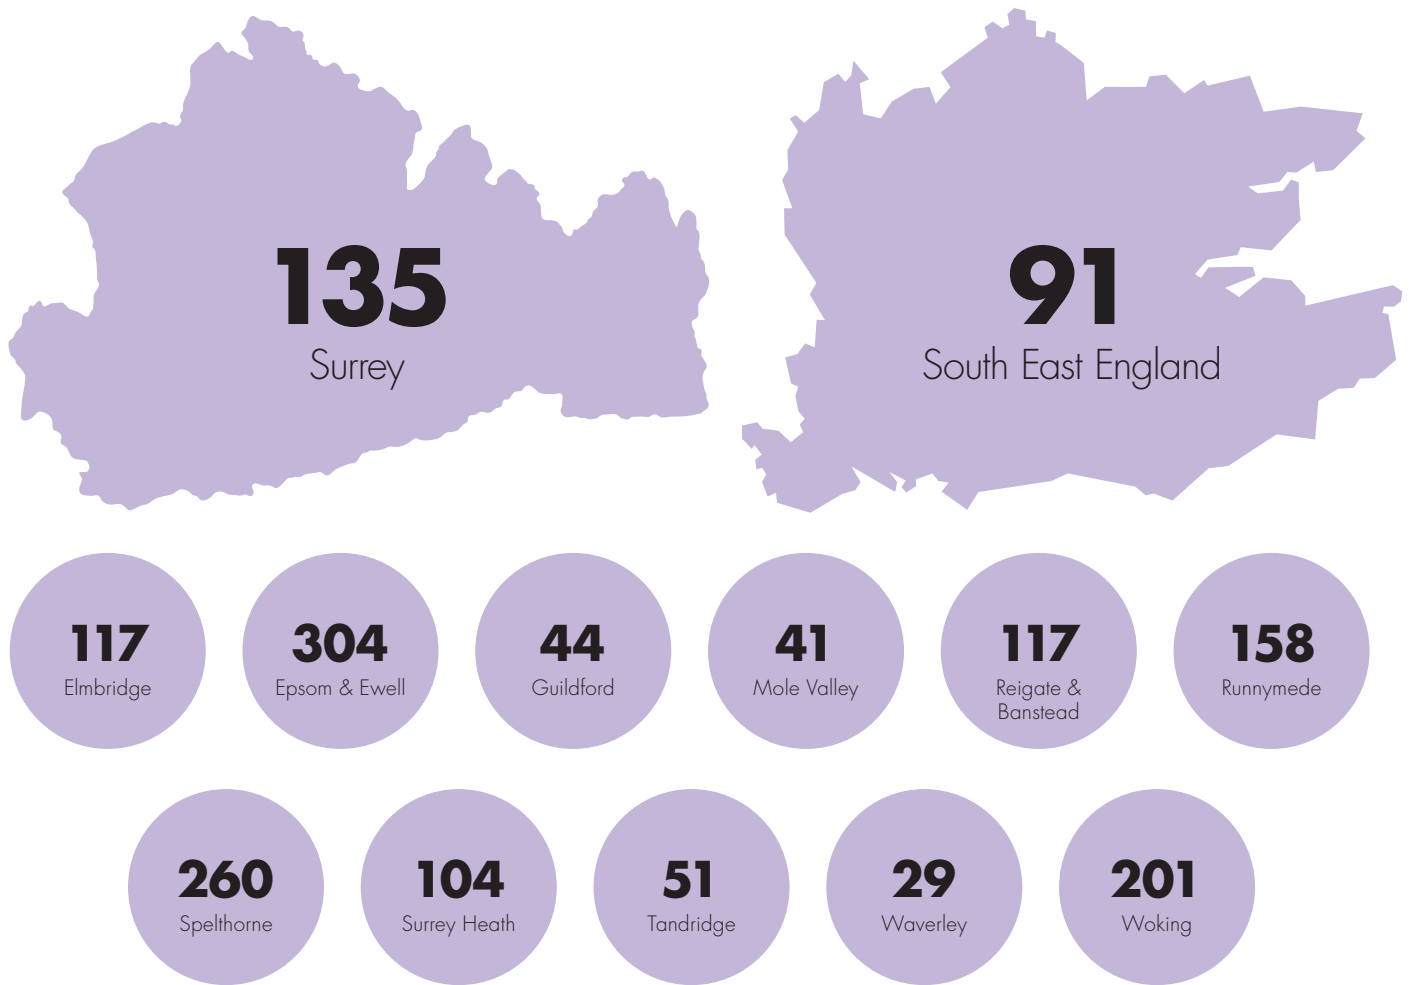 135
Surrey
91
South East England
117
Elmbridge
304
Epsom & Ewell
44
Guildford
41
Mole Valley
117
Reigate &
Banstead
158
Runnymede
260
Spelthorne
104
Surrey Heath
51
Tandridge
29
Waverley
201
Woking